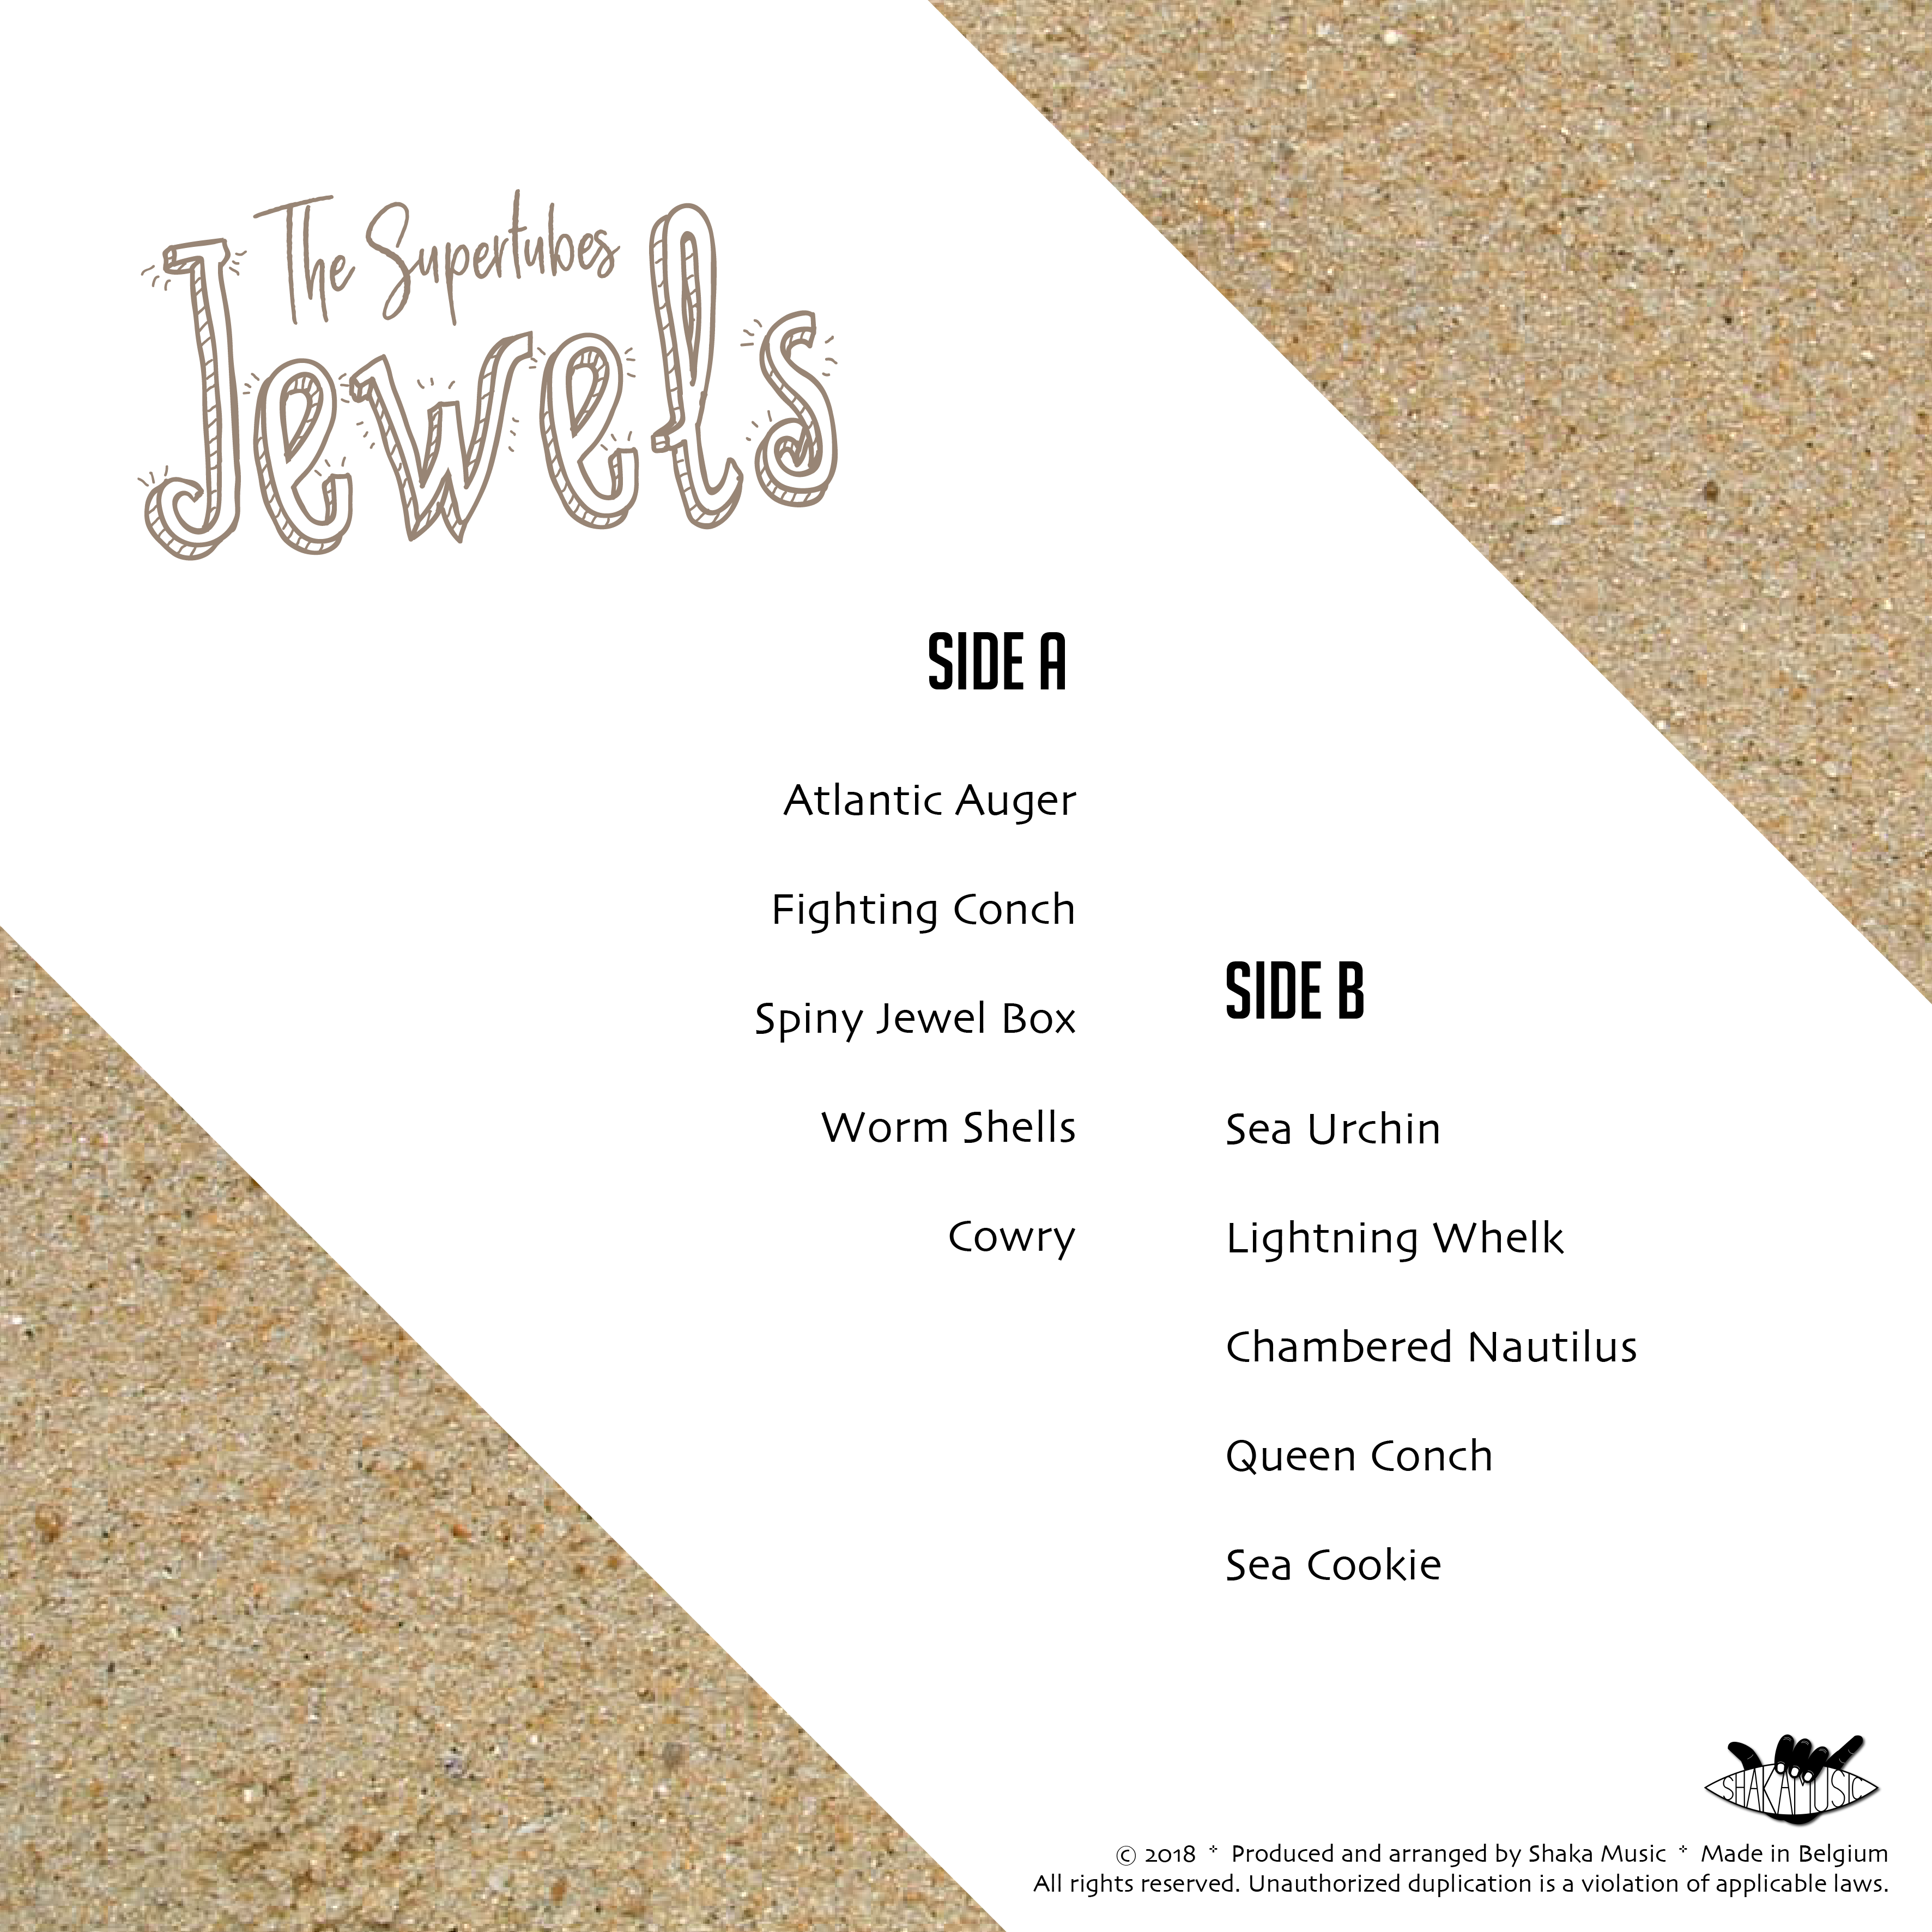 The Supertubes
Jewels
SIDE A
Atlantic Auger
Fighting Conch
Spiny Jewel Box
Worm Shells
Cowry
SIDE B
Sea Urchin
Lightning Whelk
Chambered Nautilus
Queen Conch
Sea Cookie
SHAKA MUSIC
© 2018 ✢ Produced and arranged by Shaka Music ✢ Made in Belgium
All rights reserved. Unauthorized duplication is a violation of applicable laws.